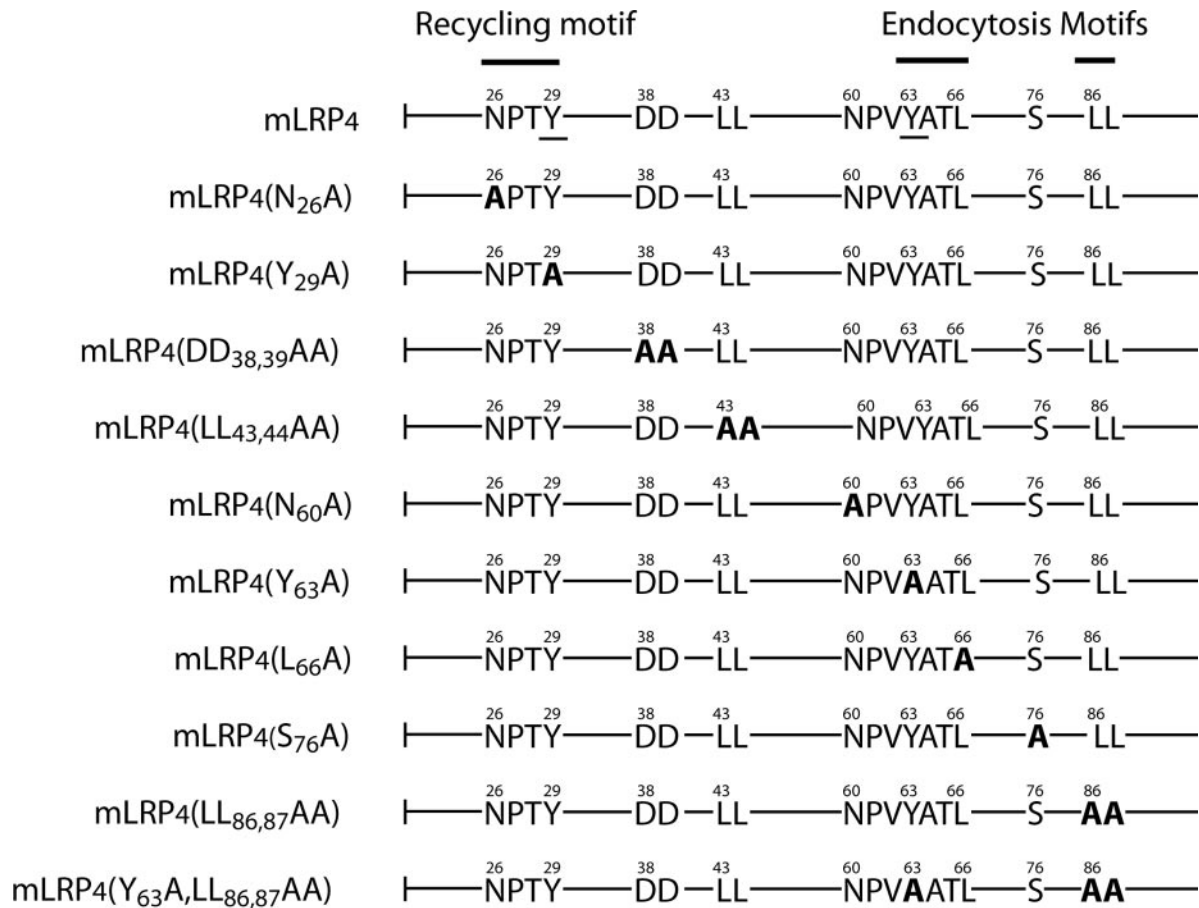 Recycling motif Endocytosis Motifs
26 29 38 43 60 63 66 76 86
mLRP4 NPTY DD LL NPVYATL S LL
26 29 38 43 60 63 66 76 86
mLRP4(N26A) APTY DD LL NPVYATL S LL
26 29 38 43 60 63 66 76 86
mLRP4(Y29A) NPTA DD LL NPVYATL S LL
26 29 38 43 60 63 66 76 86
mLRP4(DD38,39AA) NPTY AA LL NPVYATL S LL
26 29 38 43 60 63 66 76 86
mLRP4(LL43,44AA) NPTY DD AA NPVYATL S LL
26 29 38 43 60 63 66 76 86
mLRP4(N60A) NPTY DD LL APVYATL S LL
26 29 38 43 60 63 66 76 86
mLRP4(Y63A) NPTY DD LL NPVAATL S LL
26 29 38 43 60 63 66 76 86
mLRP4(L66A) NPTY DD LL NPVYATA S LL
26 29 38 43 60 63 66 76 86
mLRP4(S76A) NPTY DD LL NPVYATL A LL
26 29 38 43 60 63 66 76 86
mLRP4(LL86,87AA) NPTY DD LL NPVYATL S AA
26 29 38 43 60 63 66 76 86
mLRP4(Y63A,LL86,87AA) NPTY DD LL NPVAATL S AA